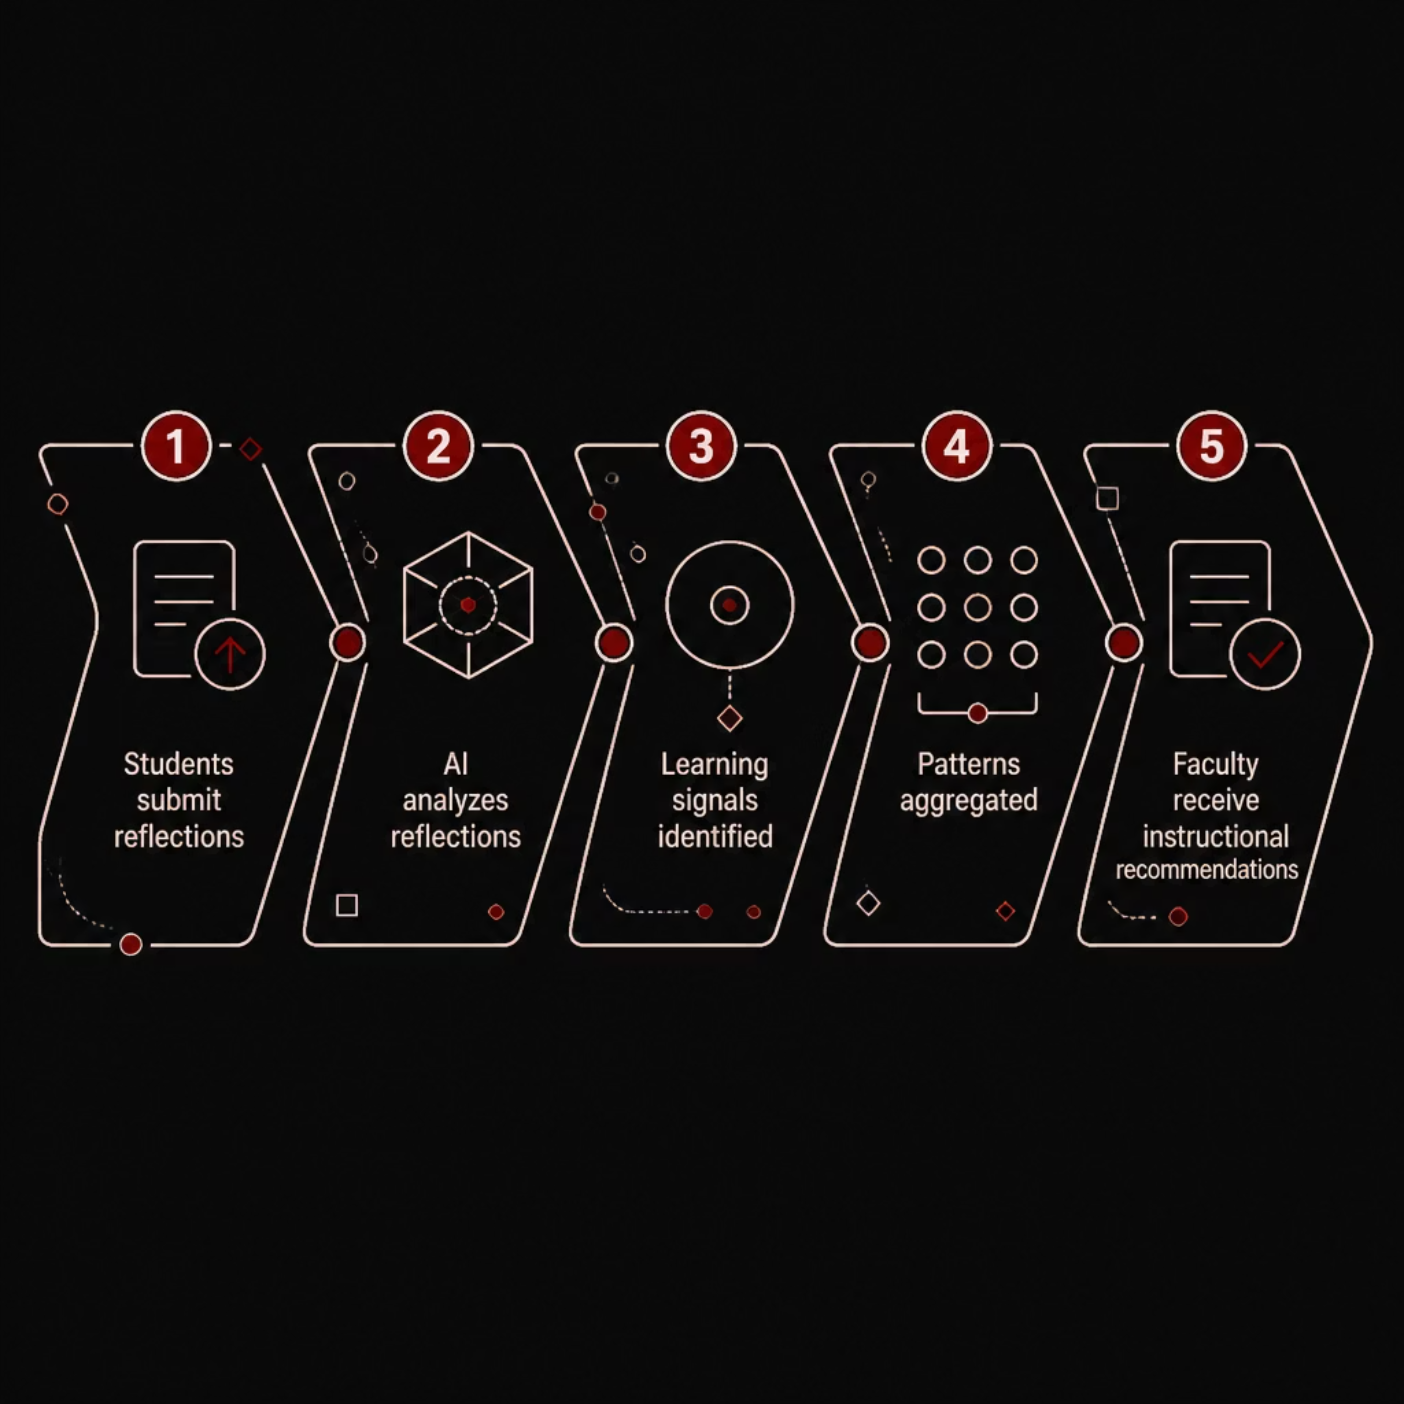 1
Students
submit
reflections
2
AI
analyzes
reflections
3
Learning
signals
identified
4
Patterns
aggregated
5
Faculty
receive
instructional
recommendations